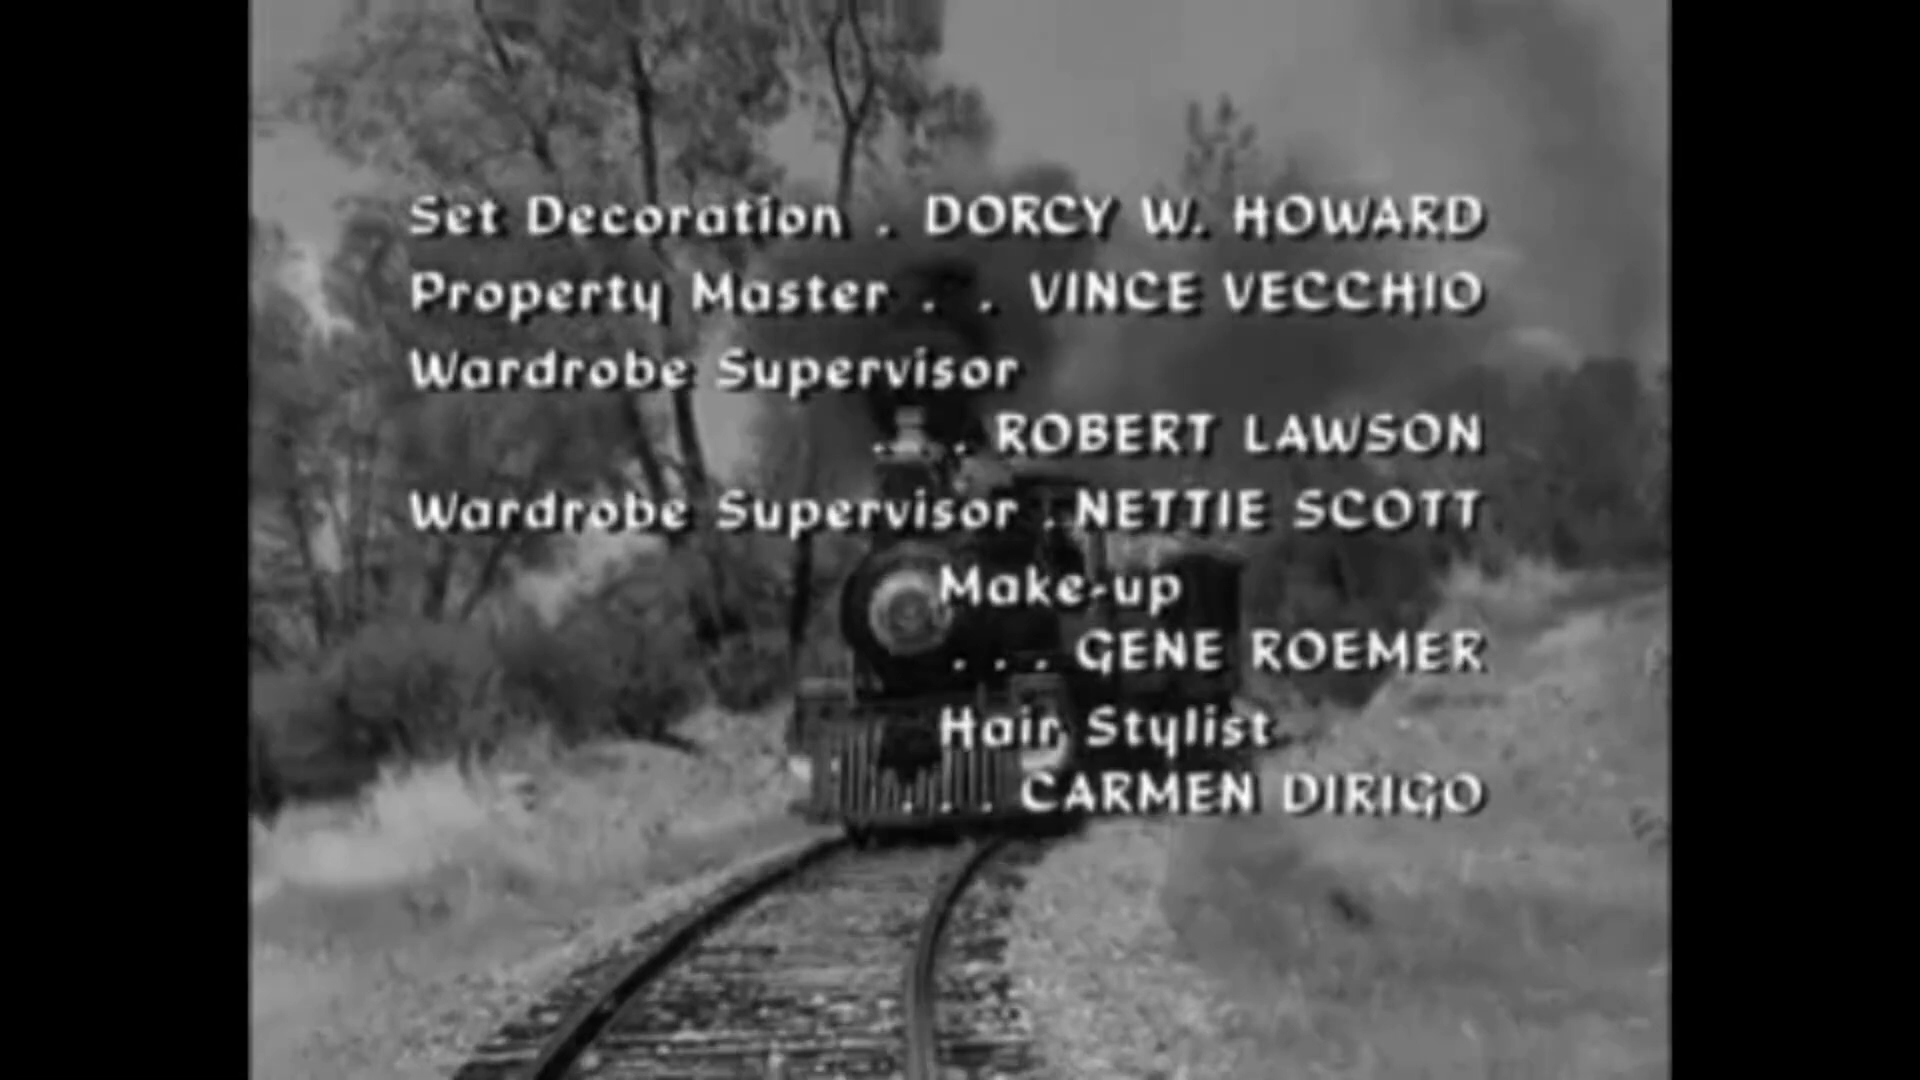 Set Decoration . DORCY W. HOWARD
Property Master . . VINCE VECCHIO
Wardrobe Supervisor
. . . ROBERT LAWSON
Wardrobe Supervisor . NETTIE SCOTT
Make-up
. . . GENE ROEMER
Hair Stylist
. . . CARMEN DIRIGO